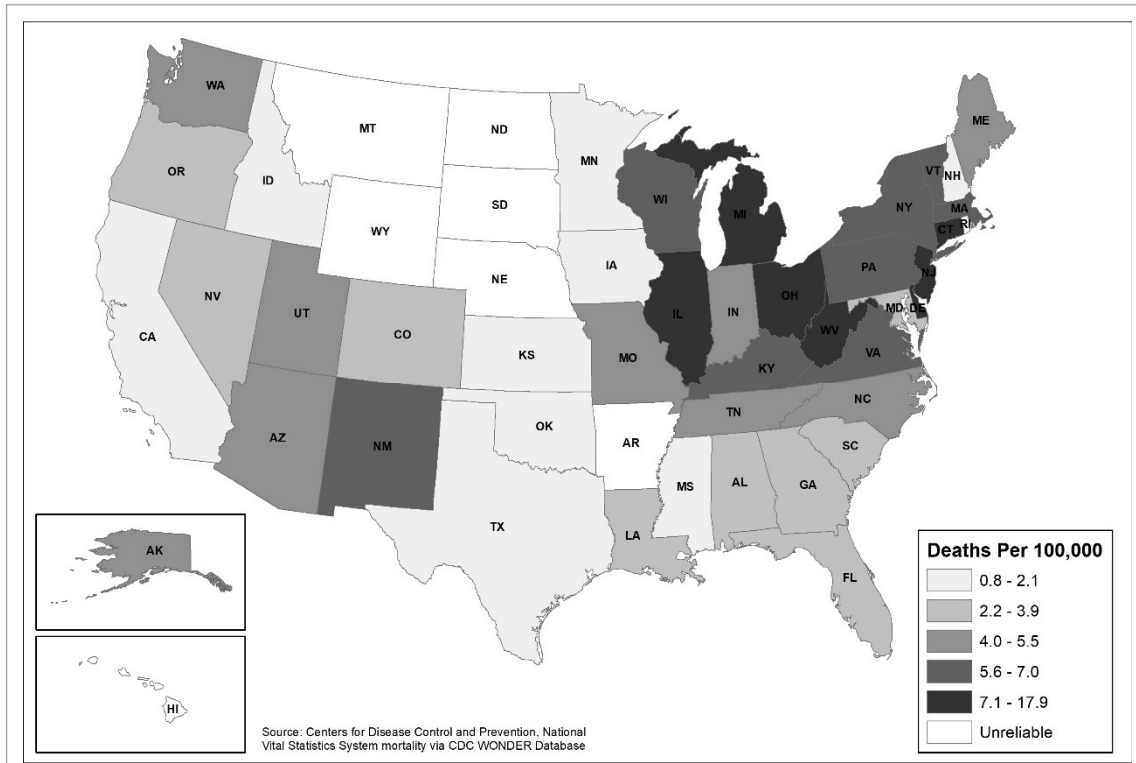 WA
ME
MT
ND
MN
OR
VT
NH
ID
WI
SD
NY
MA
MI
CT
RI
WY
IA
PA
NJ
NE
OH
MD
DE
NV
IL
IN
UT
WV
CO
CA
VA
KS
MO
KY
NC
TN
OK
AZ
NM
AR
SC
MS
AL
GA
TX
LA
AK
FL
HI
Deaths Per 100,000
0.8 - 2.1
2.2 - 3.9
4.0 - 5.5
5.6 - 7.0
7.1 - 17.9
Unreliable
Source: Centers for Disease Control and Prevention, National
Vital Statistics System mortality via CDC WONDER Database